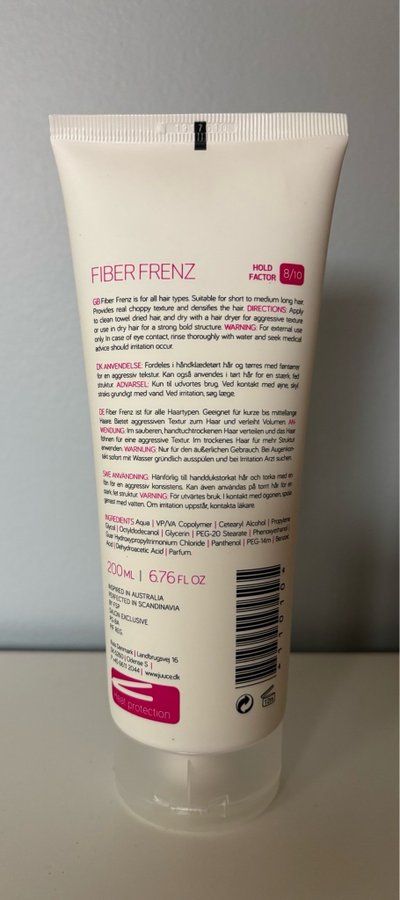 FIBER FRENZ
HOLD
FACTOR
8/10
GB Fiber Frenz is for all hair types. Suitable for short to medium long hair.
Provides real choppy texture and densifies the hair. DIRECTIONS: Apply
to clean towel dried hair, and dry with a hair dryer for aggressive texture
or use in dry hair for a strong bold structure. WARNING: For external use
only. In case of eye contact, rinse thoroughly with water and seek medical
advice should irritation occur.
DK ANVENDELSE: Fordeles i håndklædetørt hår og tørres med føntørrer
for en aggressiv tekstur. Kan også anvendes i tørt hår for en stærk, fed
struktur. ADVARSEL: Kun til udvortes brug. Ved kontakt med øjne, skyl
straks grundigt med vand. Ved irritation, søg læge.
DE Fiber Frenz ist für alle Haartypen. Geeignet für kurze bis mittellange
Haare. Bietet aggressiven Textur zum Haar und verleiht Volumen. AN-
WENDUNG: Im sauberen, handtuchtrockenen Haar verteilen und das Haar
föhnen für eine aggressive Textur. Im trockenes Haar für mehr Struktur
anwenden. WARNUNG: Nur für den äußerlichen Gebrauch. Bei Augenkon-
takt sofort mit Wasser gründlich ausspülen und bei Irritation Arzt suchen.
SWE ANVÄNDNING: Hänförlig till handdukstorkat hår och torka med en
fön för en aggressiv konsistens. Kan även användas på torrt hår för en
stark, fet struktur. VARNING: För utvärtes bruk. I kontakt med ögonen, spola
genast med vatten. Om irritation uppstår, kontakta läkare.
INGREDIENTS Aqua | VP/VA Copolymer | Cetearyl Alcohol | Propylene
Glycol | Octyldodecanol | Glycerin | PEG-20 Stearate | Phenoxyethanol |
Guar Hydroxypropyltrimonium Chloride | Panthenol | PEG-14m | Benzoic
Acid | Dehydroacetic Acid | Parfum.
200 ML | 6.76 FL OZ
INSPIRED IN AUSTRALIA
PERFECTED IN SCANDINAVIA
BY FSP
SALON EXCLUSIVE
Denmark | Landbrugsvej 16
Odense S |
2044 | www.juuce.dk
Heat protection
12M